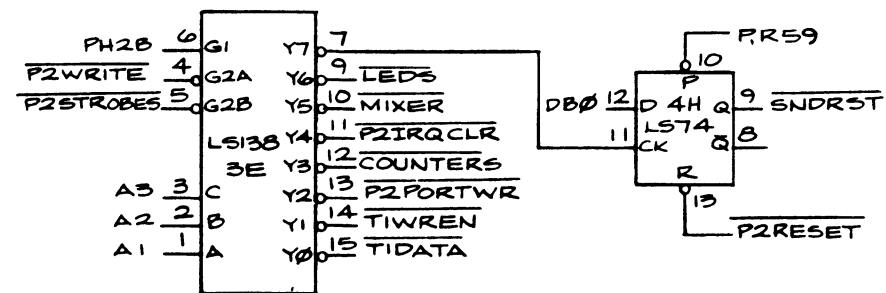 PH2B 6 G1 Y7 7
P2WRITE 4 G2A Y6 9 LEDS
P2STROBES 5 G2B Y5 10 MIXER
LS138 Y4 11 P2IRQCLR
3E Y3 12 COUNTERS
A3 3 C Y2 13 P2PORTWR
A2 2 B Y1 14 TIWREN
A1 1 A YØ 15 TIDATA
P,R59
10
P
DBØ 12 D 4H Q 9 SNDRST
11 CK LS74 Q̅ 8
R
13
P2RESET